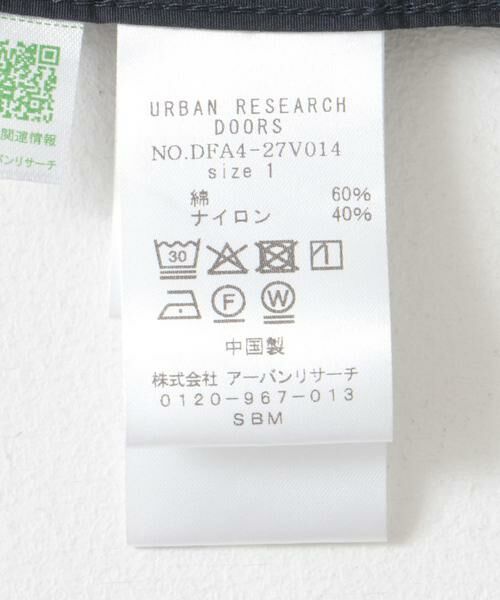 URBAN RESEARCH
DOORS
NO.DFA4-27V014
size 1
綿 60%
ナイロン 40%
30
F W
中国製
株式会社 アーバンリサーチ
0120-967-013
SBM
関連情報
バンリサーチ